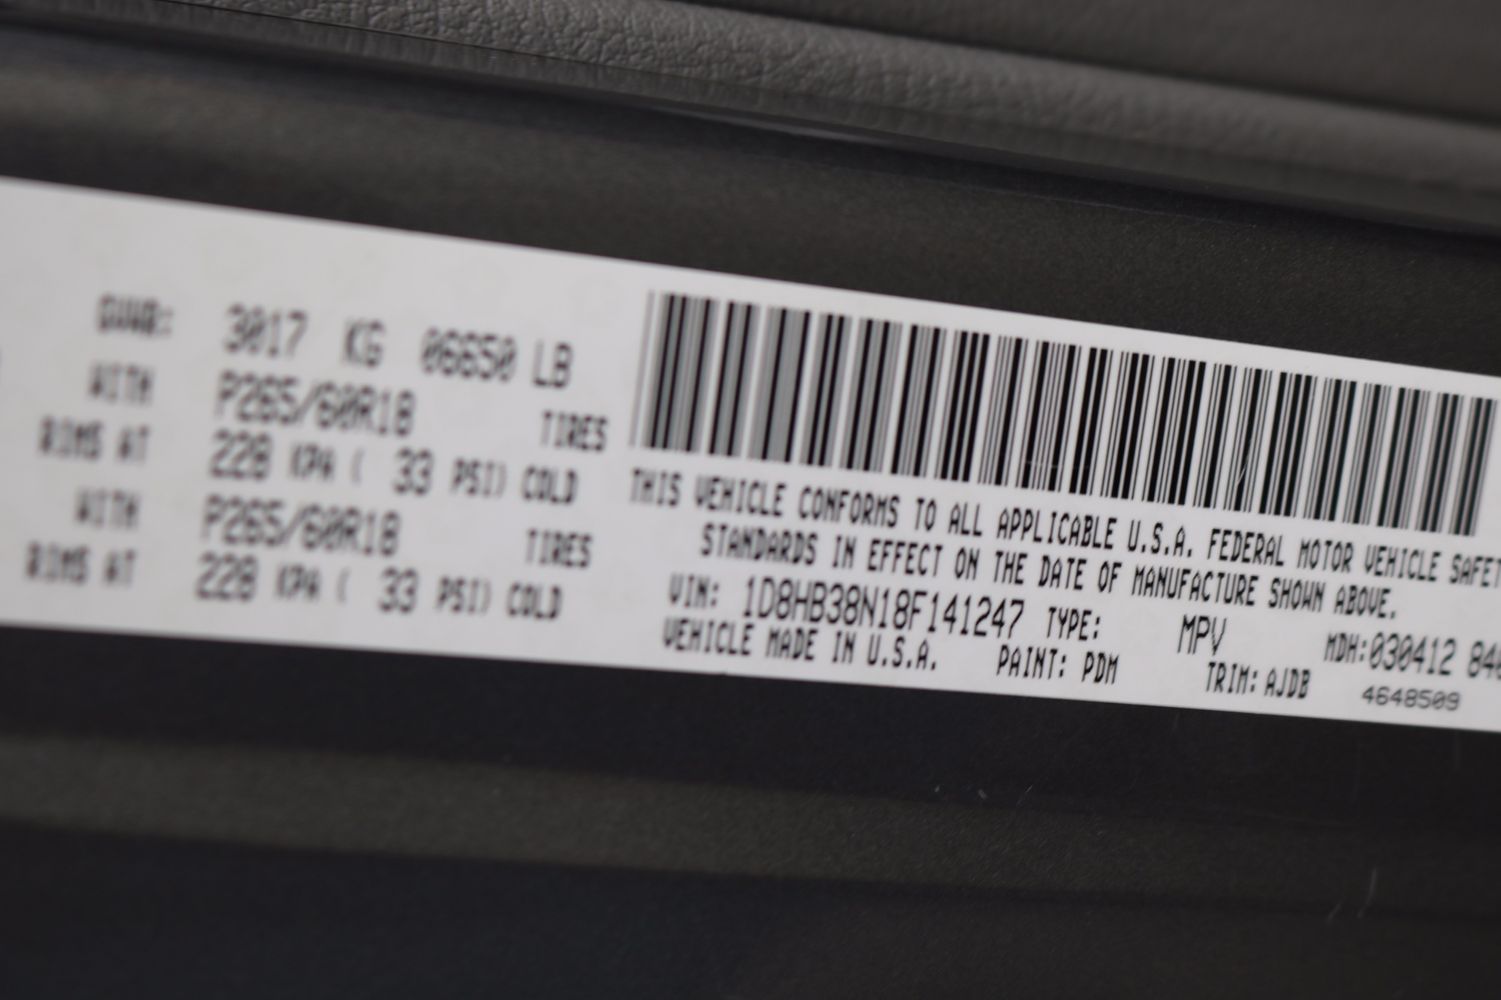 GVWR: 3017 KG 06650 LB
WITH P265/60R18 TIRES
RIMS AT 228 KPA ( 33 PSI) COLD
WITH P265/60R18 TIRES
RIMS AT 228 KPA ( 33 PSI) COLD
THIS VEHICLE CONFORMS TO ALL APPLICABLE U.S.A. FEDERAL MOTOR VEHICLE SAFET
STANDARDS IN EFFECT ON THE DATE OF MANUFACTURE SHOWN ABOVE.
VIN: 1D8HB38N18F141247 TYPE: MPV MDH:030412 840
VEHICLE MADE IN U.S.A. PAINT: PDM TRIM: AJDB 4648509